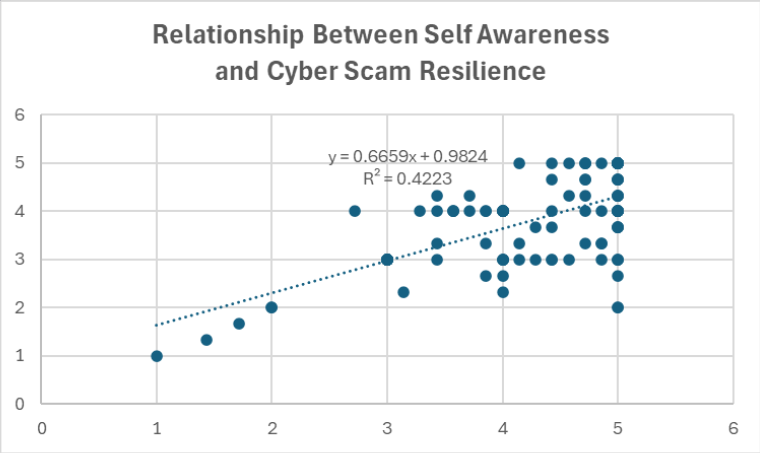 Relationship Between Self Awareness
and Cyber Scam Resilience
6
5
4
3
2
1
0
y = 0.6659x + 0.9824
R² = 0.4223
0 1 2 3 4 5 6